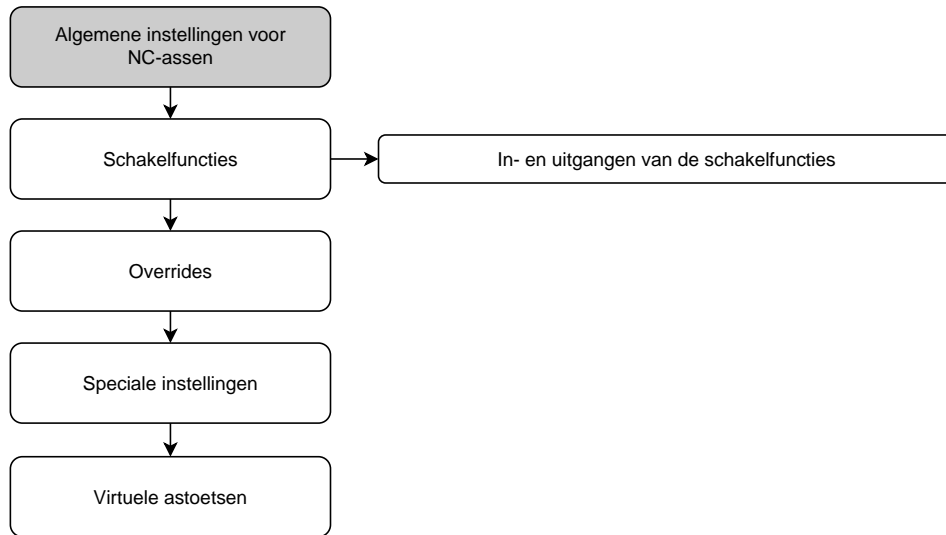 Algemene instellingen voor
NC-assen
Schakelfuncties
In- en uitgangen van de schakelfuncties
Overrides
Speciale instellingen
Virtuele astoetsen